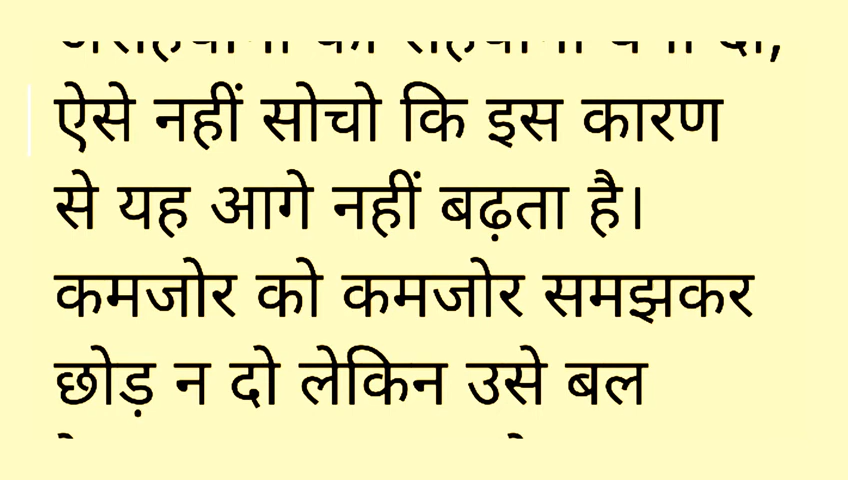 ऐसे नहीं सोचो कि इस कारण
से यह आगे नहीं बढ़ता है।
कमजोर को कमजोर समझकर
छोड़ न दो लेकिन उसे बल